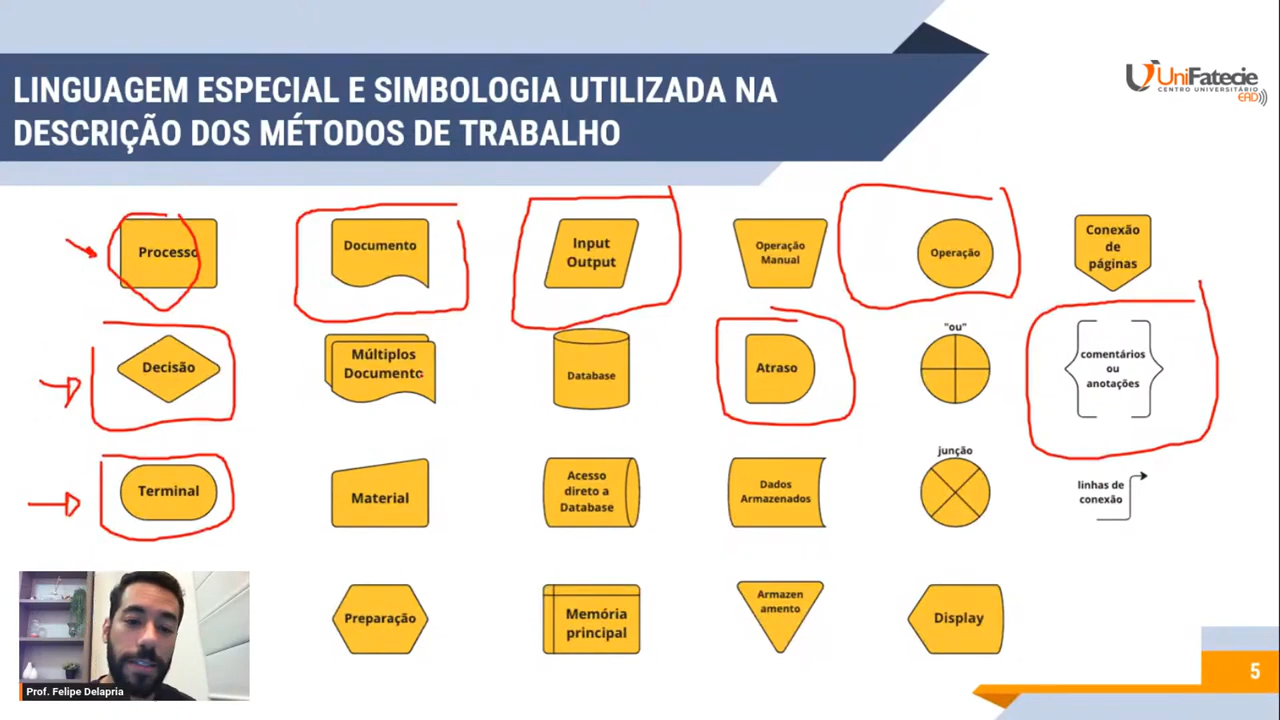 LINGUAGEM ESPECIAL E SIMBOLOGIA UTILIZADA NA
DESCRIÇÃO DOS MÉTODOS DE TRABALHO
UniFatecie
CENTRO UNIVERSITÁRIO
EAD
Processo
Documento
Input
Output
Operação
Manual
Operação
Conexão
de
páginas
Decisão
Múltiplos
Documento
Database
Atraso
"ou"
comentários
ou
anotações
Terminal
Material
Acesso
direto a
Database
Dados
Armazenados
junção
linhas de
conexão
Preparação
Memória
principal
Armazen
amento
Display
Prof. Felipe Delapria
5